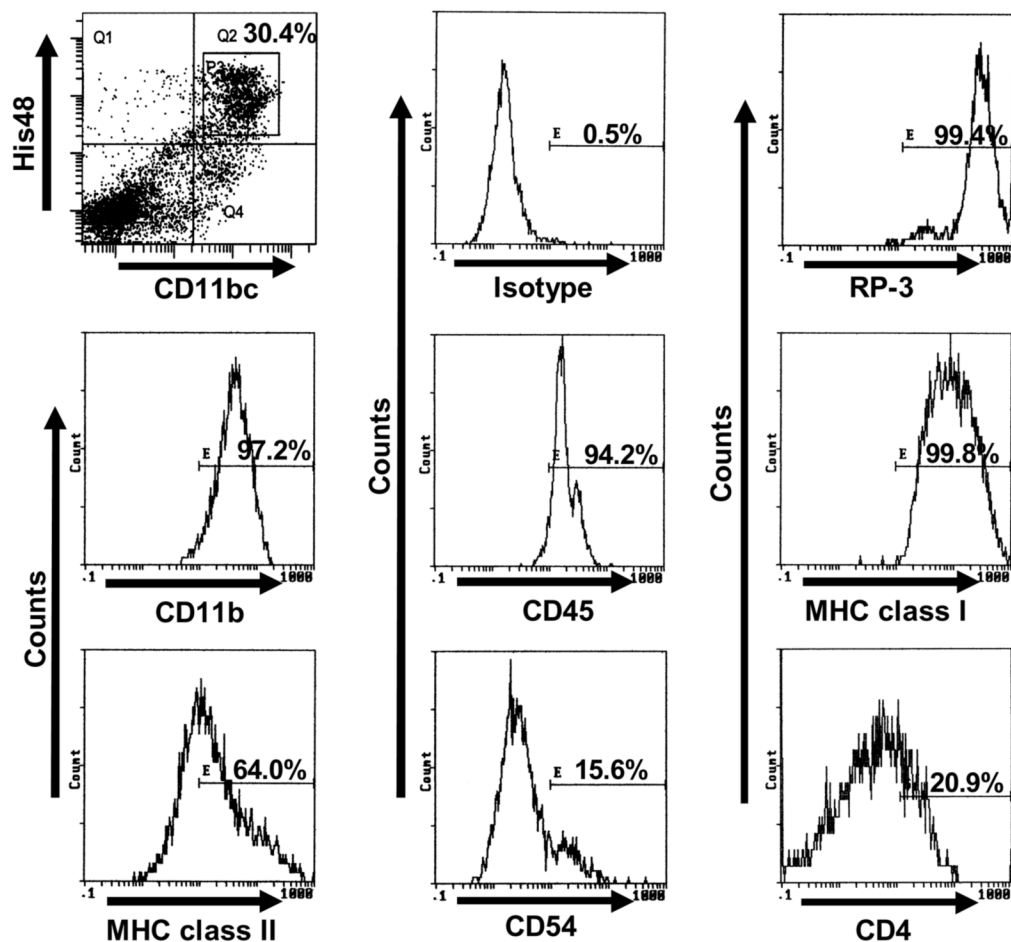 Q1
Q2 30.4%
P3
Q4
His48
CD11bc
Count
E 0.5%
.1 1000
Isotype
Count
E 99.4%
.1 1000
RP-3
Count
E 97.2%
.1 1000
CD11b
Count
E 94.2%
.1 1000
CD45
Count
E 99.8%
.1 1000
MHC class I
Counts
Counts
Counts
Count
E 64.0%
.1 1000
MHC class II
Count
E 15.6%
.1 1000
CD54
Count
E 20.9%
.1 1000
CD4